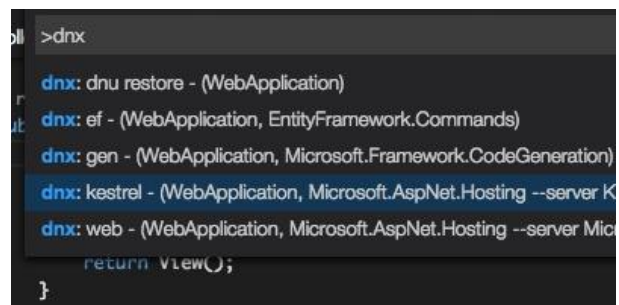 >dnx
dnx: dnu restore - (WebApplication)
dnx: ef - (WebApplication, EntityFramework.Commands)
dnx: gen - (WebApplication, Microsoft.Framework.CodeGeneration)
dnx: kestrel - (WebApplication, Microsoft.AspNet.Hosting --server K
dnx: web - (WebApplication, Microsoft.AspNet.Hosting --server Micr
return View();
}